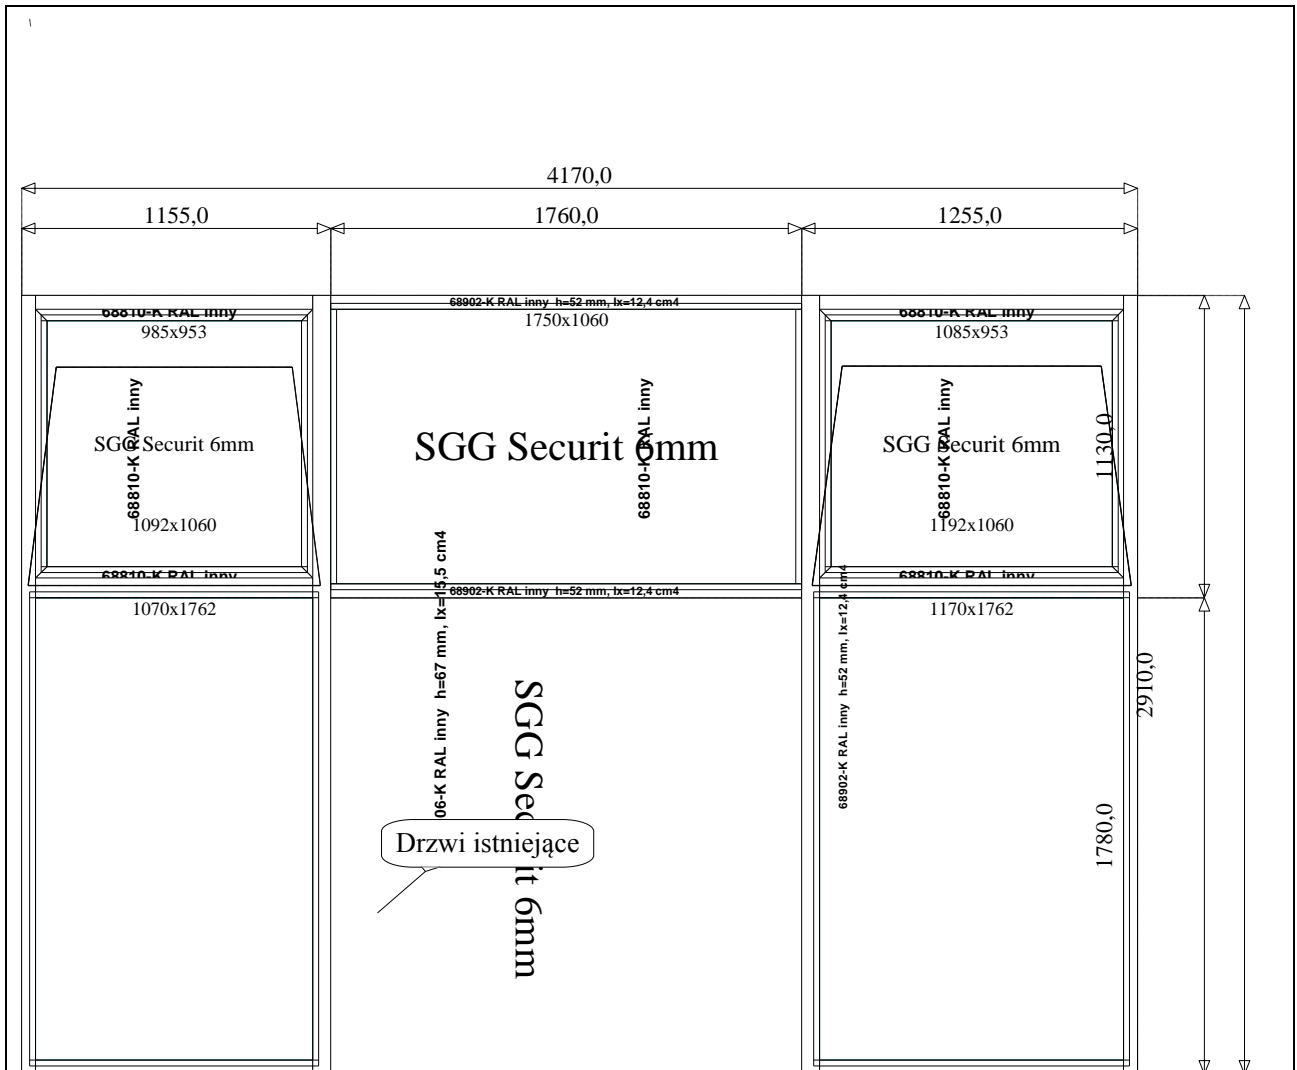 4170,0
1155,0
1760,0
1255,0
68810-K RAL inny
985x953
68902-K RAL inny h=52 mm, Ix=12,4 cm4
1750x1060
68810-K RAL inny
1085x953
68810-K RAL inny
SGG Securit 6mm
1092x1060
68810-K RAL inny
SGG Securit 6mm
68810-K RAL inny
68810-K RAL inny
SGG Securit 6mm
1192x1060
68810-K RAL inny
1130,0
68902-K RAL inny h=52 mm, Ix=12,4 cm4
1070x1762
1170x1762
06-K RAL inny h=67 mm, Ix=15,5 cm4
SGG Securit 6mm
68902-K RAL inny h=52 mm, Ix=12,4 cm4
2910,0
Drzwi istniejące
1780,0